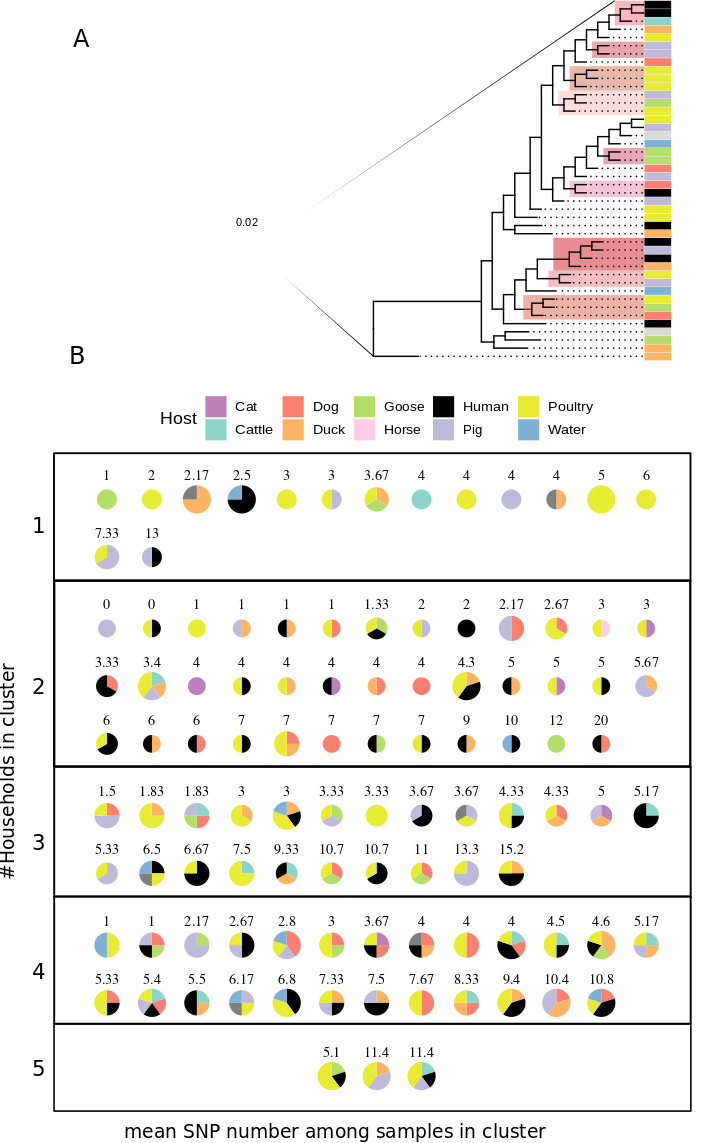 A
0.02
B
Host
Cat Dog Goose Human Poultry
Cattle Duck Horse Pig Water
#Households in cluster
1
1 2 2.17 2.5 3 3 3.67 4 4 4 4 5 6
7.33 13
2
0 0 1 1 1 1 1.33 2 2 2.17 2.67 3 3
3.33 3.4 4 4 4 4 4 4 4.3 5 5 5 5.67
6 6 6 7 7 7 7 7 9 10 12 20
3
1.5 1.83 1.83 3 3 3.33 3.33 3.67 3.67 4.33 4.33 5 5.17
5.33 6.5 6.67 7.5 9.33 10.7 10.7 11 13.3 15.2
4
1 1 2.17 2.67 2.8 3 3.67 4 4 4 4.5 4.6 5.17
5.33 5.4 5.5 6.17 6.8 7.33 7.5 7.67 8.33 9.4 10.4 10.8
5
5.1 11.4 11.4
mean SNP number among samples in cluster